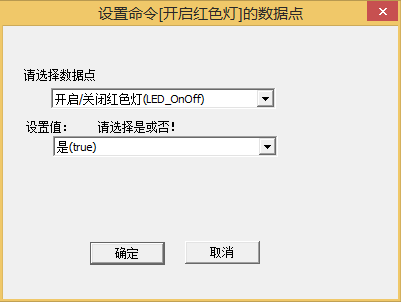 设置命令[开启红色灯]的数据点
请选择数据点
开启/关闭红色灯(LED_OnOff)
设置值： 请选择是或否！
是(true)
确定 取消